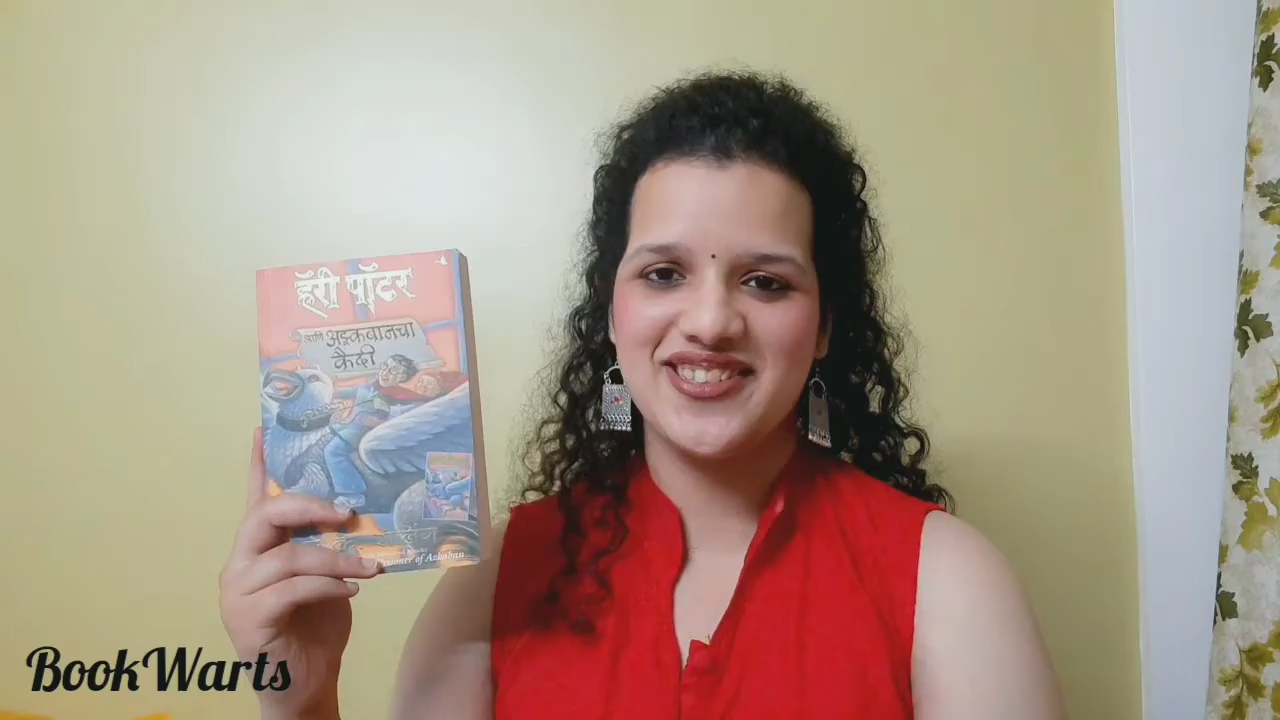 हॅरी पॉटर
आणि अझ्कबानचा
कैदी
Prisoner of Azkaban
BookWarts